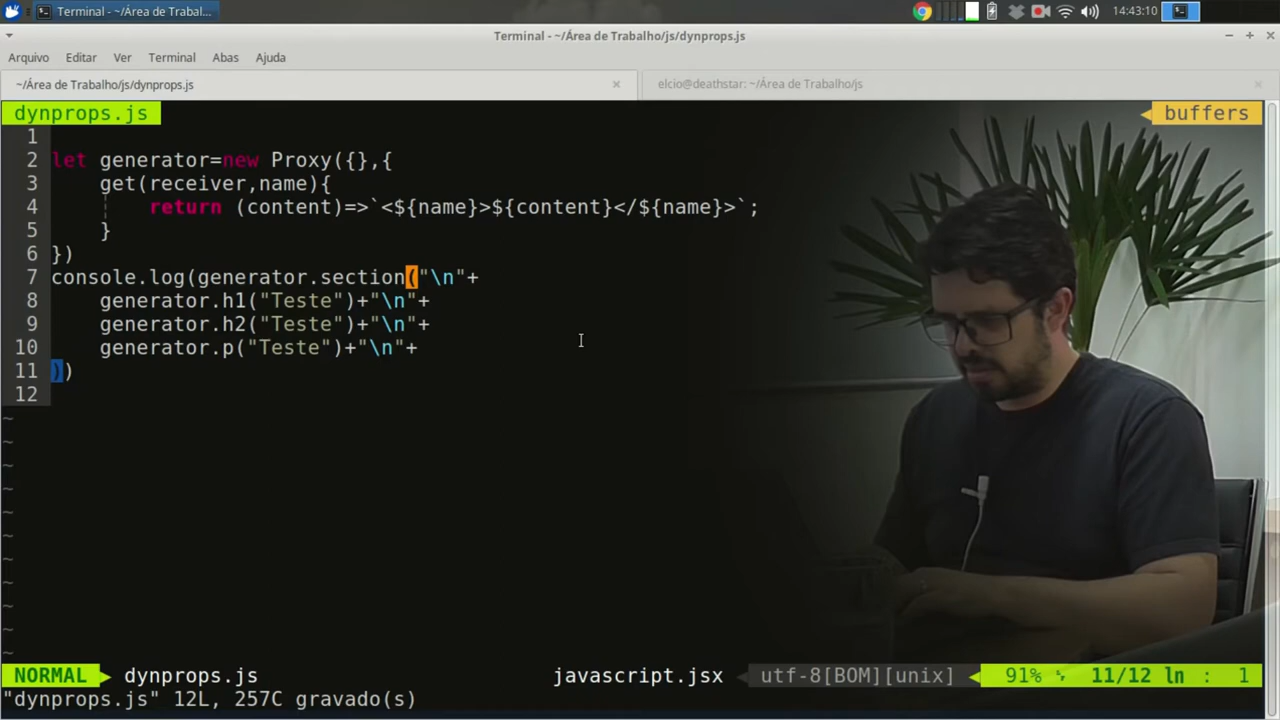 Terminal - ~/Área de Trabal...
14:43:10
Terminal - ~/Área de Trabalho/js/dynprops.js
Arquivo Editar Ver Terminal Abas Ajuda
~/Área de Trabalho/js/dynprops.js
elcio@deathstar: ~/Área de Trabalho/js
dynprops.js
buffers
1
2 let generator=new Proxy({},{
3     get(receiver,name){
4         return (content)=>`<${name}>${content}</${name}>`;
5     }
6 })
7 console.log(generator.section("\n"+
8     generator.h1("Teste")+"\n"+
9     generator.h2("Teste")+"\n"+
10     generator.p("Teste")+"\n"+
11 ))
12
~
~
~
~
~
~
~
~
~
~
~
NORMAL dynprops.js javascript.jsx utf-8[BOM][unix] 91% 11/12 ln : 1
"dynprops.js" 12L, 257C gravado(s)